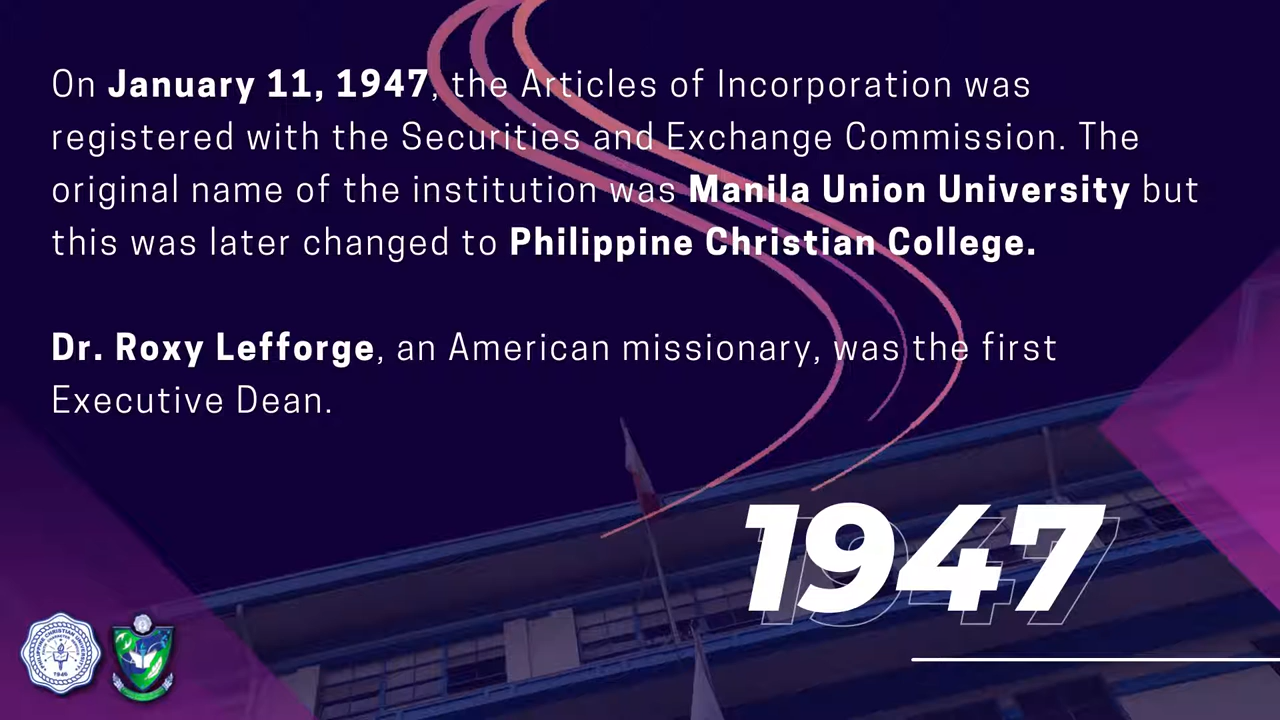 On January 11, 1947, the Articles of Incorporation was
registered with the Securities and Exchange Commission. The
original name of the institution was Manila Union University but
this was later changed to Philippine Christian College.
Dr. Roxy Lefforge, an American missionary, was the first
Executive Dean.
1947
1946